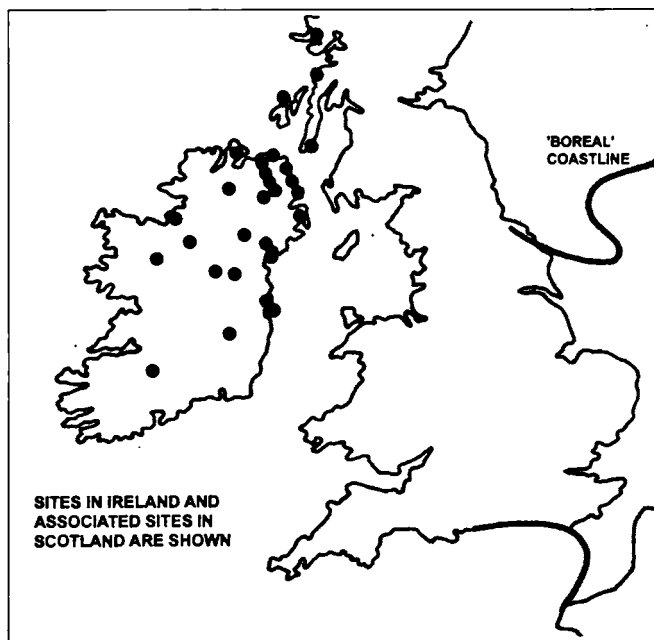 'BOREAL'
COASTLINE
SITES IN IRELAND AND
ASSOCIATED SITES IN
SCOTLAND ARE SHOWN